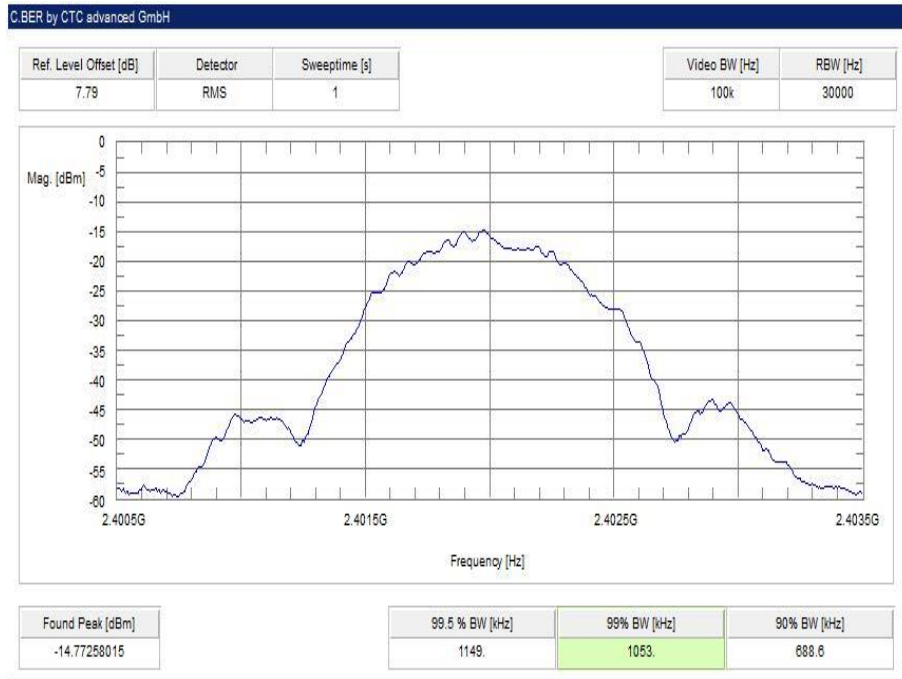 C.BER by CTC advanced GmbH
Ref. Level Offset [dB] Detector Sweeptime [s] Video BW [Hz] RBW [Hz]
7.79 RMS 1 100k 30000
Mag. [dBm]
0
-5
-10
-15
-20
-25
-30
-35
-40
-45
-50
-55
-60
2.4005G 2.4015G 2.4025G 2.4035G
Frequency [Hz]
Found Peak [dBm] 99.5 % BW [kHz] 99% BW [kHz] 90% BW [kHz]
-14.77258015 1149. 1053. 688.6